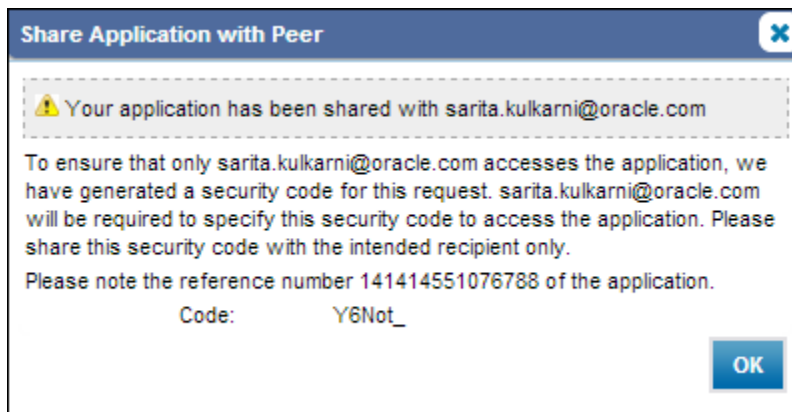 Share Application with Peer
Your application has been shared with sarita.kulkarni@oracle.com
To ensure that only sarita.kulkarni@oracle.com accesses the application, we
have generated a security code for this request. sarita.kulkarni@oracle.com
will be required to specify this security code to access the application. Please
share this security code with the intended recipient only.
Please note the reference number 141414551076788 of the application.
Code: Y6Not_
OK